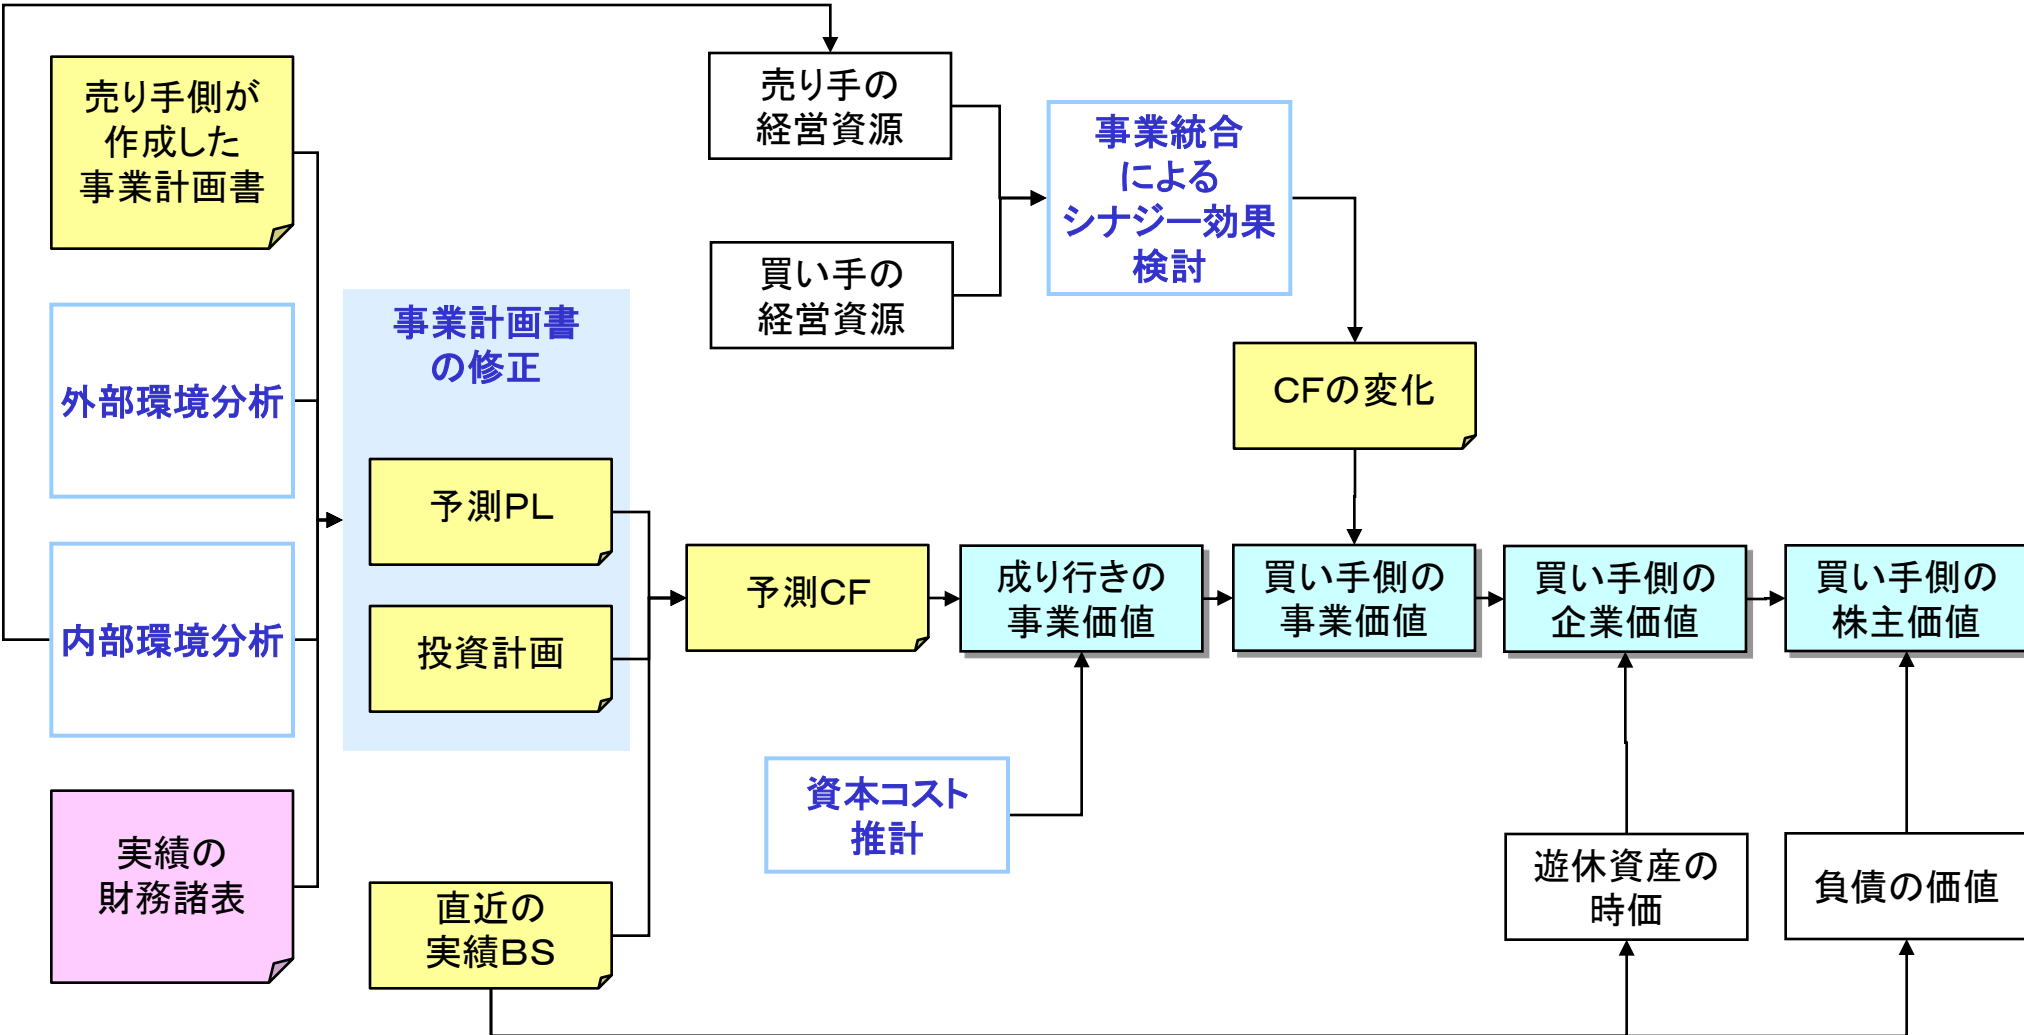 売り手側が
作成した
事業計画書
外部環境分析
内部環境分析
実績の
財務諸表
事業計画書
の修正
予測PL
投資計画
直近の
実績BS
売り手の
経営資源
買い手の
経営資源
事業統合
による
シナジー効果
検討
CFの変化
予測CF
成り行きの
事業価値
買い手側の
事業価値
買い手側の
企業価値
買い手側の
株主価値
資本コスト
推計
遊休資産の
時価
負債の価値